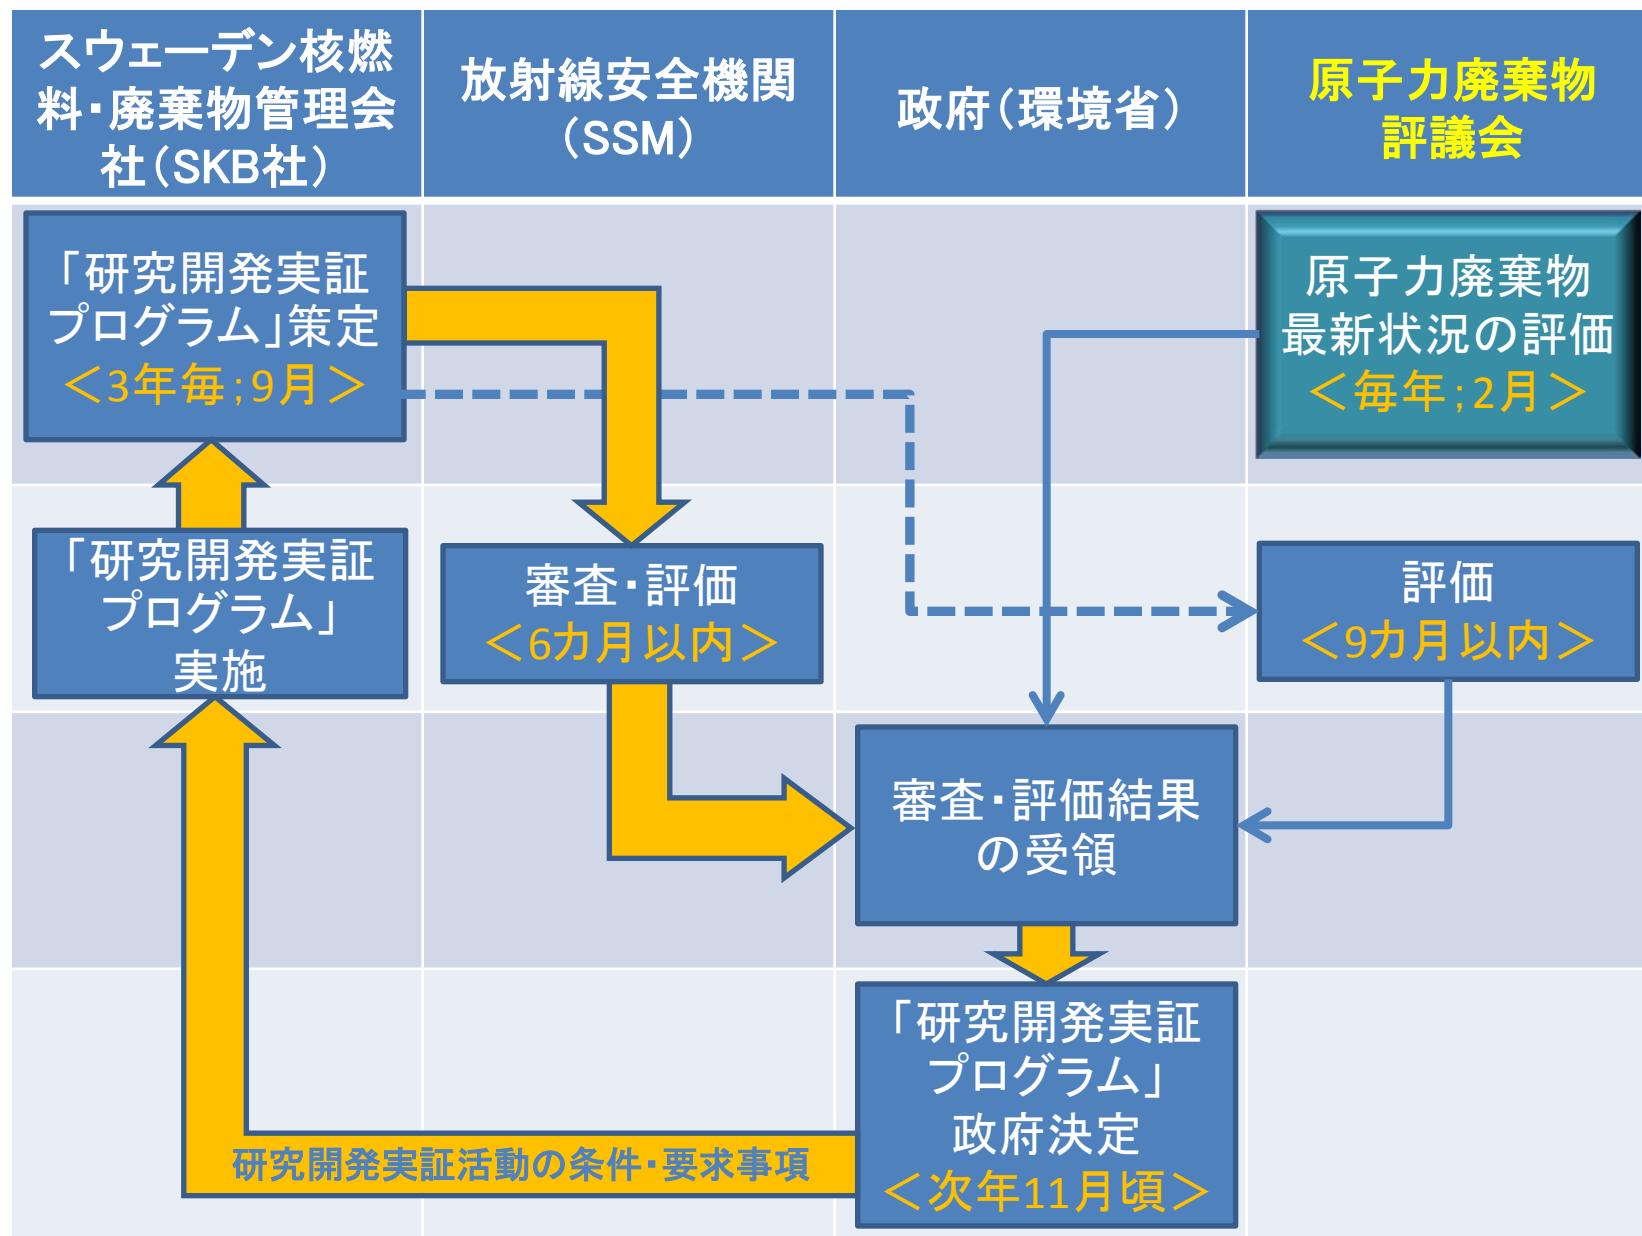 スウェーデン核燃
料・廃棄物管理会
社（SKB社）
放射線安全機関
（SSM）
政府（環境省）
原子力廃棄物
評議会
「研究開発実証
プログラム」策定
＜3年毎；9月＞
原子力廃棄物
最新状況の評価
＜毎年；2月＞
「研究開発実証
プログラム」
実施
審査・評価
＜6カ月以内＞
評価
＜9カ月以内＞
審査・評価結果
の受領
「研究開発実証
プログラム」
政府決定
＜次年11月頃＞
研究開発実証活動の条件・要求事項